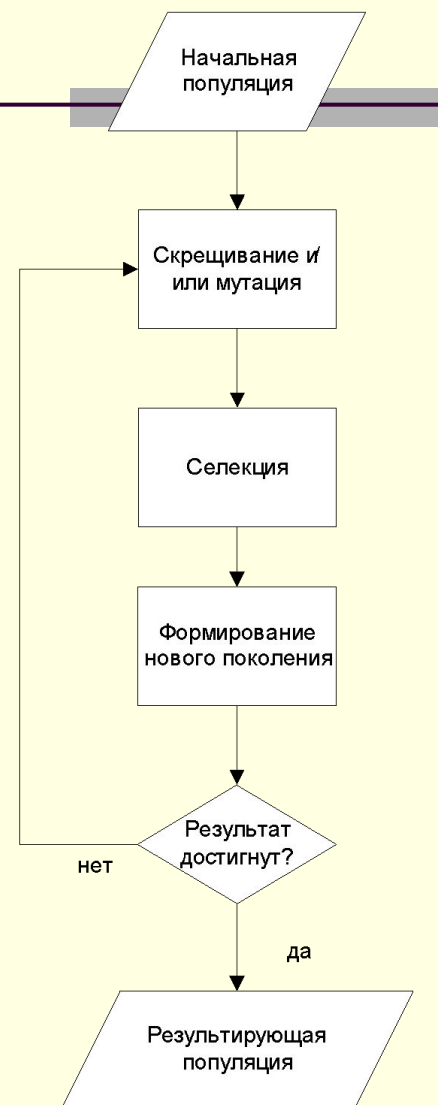 Начальная
популяция
Скрещивание и/
или мутация
Селекция
Формирование
нового поколения
Результат
достигнут?
нет
да
Результирующая
популяция